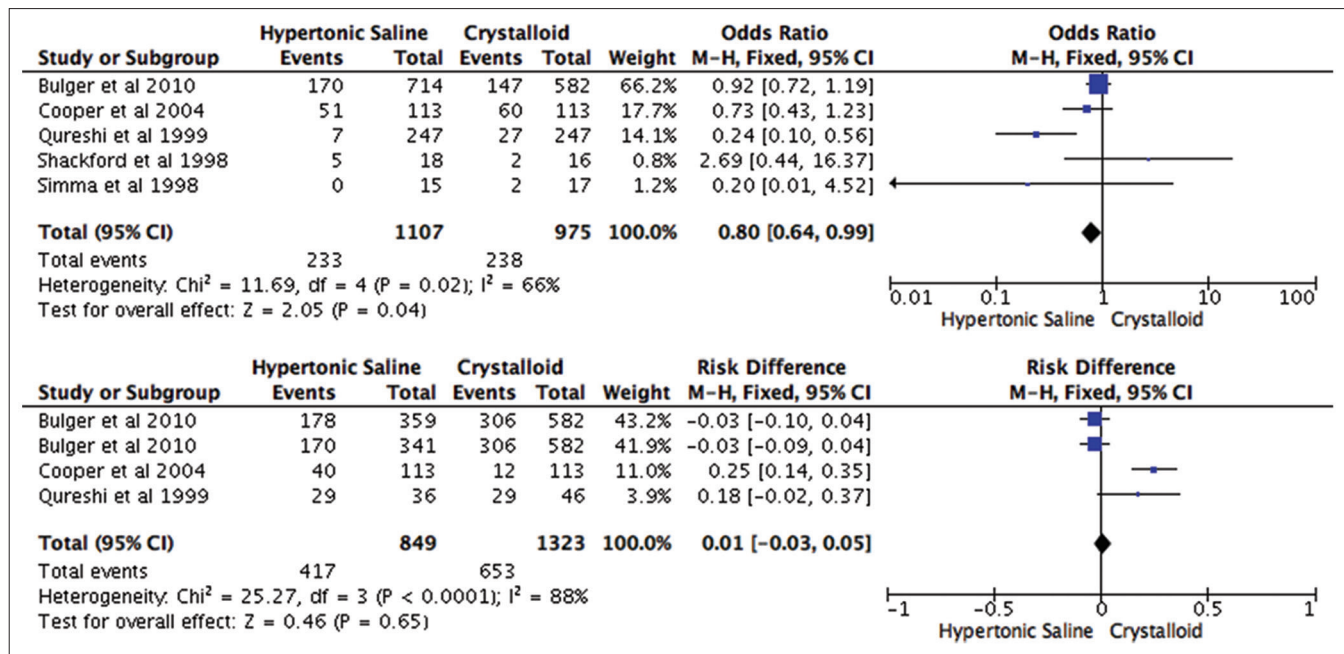 Hypertonic Saline Crystalloid Odds Ratio Odds Ratio
Study or Subgroup Events Total Events Total Weight M-H, Fixed, 95% CI M-H, Fixed, 95% CI
Bulger et al 2010 170 714 147 582 66.2% 0.92 [0.72, 1.19]
Cooper et al 2004 51 113 60 113 17.7% 0.73 [0.43, 1.23]
Qureshi et al 1999 7 247 27 247 14.1% 0.24 [0.10, 0.56]
Shackford et al 1998 5 18 2 16 0.8% 2.69 [0.44, 16.37]
Simma et al 1998 0 15 2 17 1.2% 0.20 [0.01, 4.52]
Total (95% CI) 1107 975 100.0% 0.80 [0.64, 0.99]
Total events 233 238
Heterogeneity: Chi² = 11.69, df = 4 (P = 0.02); I² = 66%
Test for overall effect: Z = 2.05 (P = 0.04)
0.01 0.1 1 10 100
Hypertonic Saline Crystalloid
Hypertonic Saline Crystalloid Risk Difference Risk Difference
Study or Subgroup Events Total Events Total Weight M-H, Fixed, 95% CI M-H, Fixed, 95% CI
Bulger et al 2010 178 359 306 582 43.2% -0.03 [-0.10, 0.04]
Bulger et al 2010 170 341 306 582 41.9% -0.03 [-0.09, 0.04]
Cooper et al 2004 40 113 12 113 11.0% 0.25 [0.14, 0.35]
Qureshi et al 1999 29 36 29 46 3.9% 0.18 [-0.02, 0.37]
Total (95% CI) 849 1323 100.0% 0.01 [-0.03, 0.05]
Total events 417 653
Heterogeneity: Chi² = 25.27, df = 3 (P < 0.0001); I² = 88%
Test for overall effect: Z = 0.46 (P = 0.65)
-1 -0.5 0 0.5 1
Hypertonic Saline Crystalloid